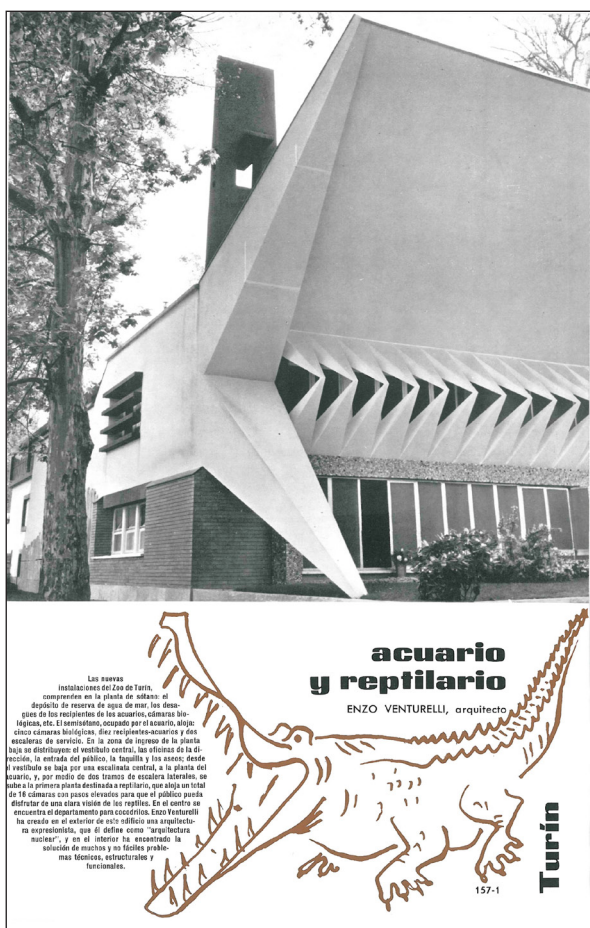 acuario
y reptilario
ENZO VENTURELLI, arquitecto
Las nuevas
instalaciones del Zoo de Turín,
comprenden en la planta de sótano: el
depósito de reserva de agua de mar, los desa-
gües de los recipientes de los acuarios, cámaras bio-
lógicas, etc. El semisótano, ocupado por el acuario, aloja:
cinco cámaras biológicas, diez recipientes-acuarios y dos
escaleras de servicio. En la zona de ingreso de la planta
baja se distribuyen: el vestíbulo central, las oficinas de la di-
rección, la entrada del público, la taquilla y los aseos; desde
el vestíbulo se baja por una escalinata central, a la planta del
acuario, y, por medio de dos tramos de escalera laterales, se
sube a la primera planta destinada a reptilario, que aloja un total
de 16 cámaras con pasos elevados para que el público pueda
disfrutar de una clara visión de los reptiles. En el centro se
encuentra el departamento para cocodrilos. Enzo Venturelli
ha creado en el exterior de este edificio una arquitectu-
ra expresionista, que él define como "arquitectura
nuclear", y en el interior ha encontrado la
solución de muchos y no fáciles proble-
mas técnicos, estructurales y
funcionales.
Turín
157-1